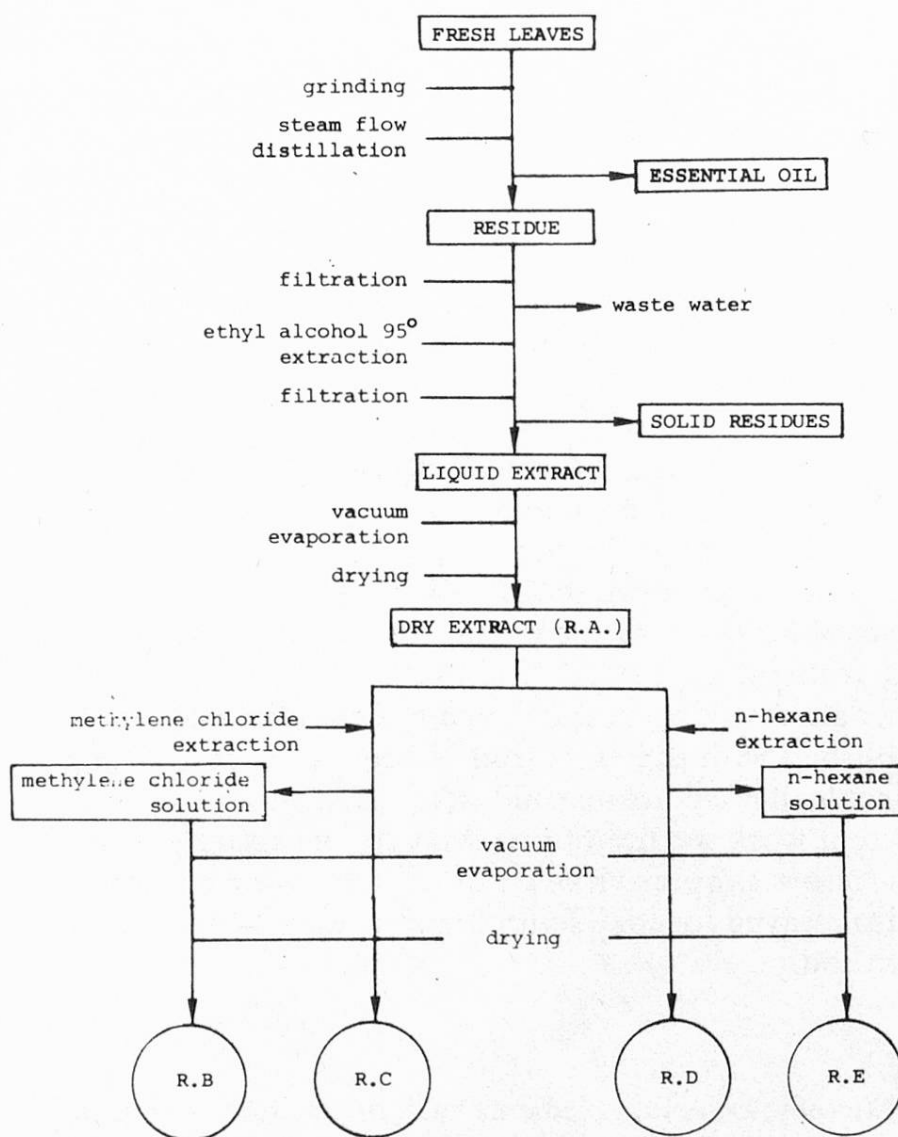 FRESH LEAVES
grinding
steam flow
distillation
ESSENTIAL OIL
RESIDUE
filtration
waste water
ethyl alcohol 95°
extraction
filtration
SOLID RESIDUES
LIQUID EXTRACT
vacuum
evaporation
drying
DRY EXTRACT (R.A.)
methylene chloride
extraction
n-hexane
extraction
methylene chloride
solution
n-hexane
solution
vacuum
evaporation
drying
R.B
R.C
R.D
R.E